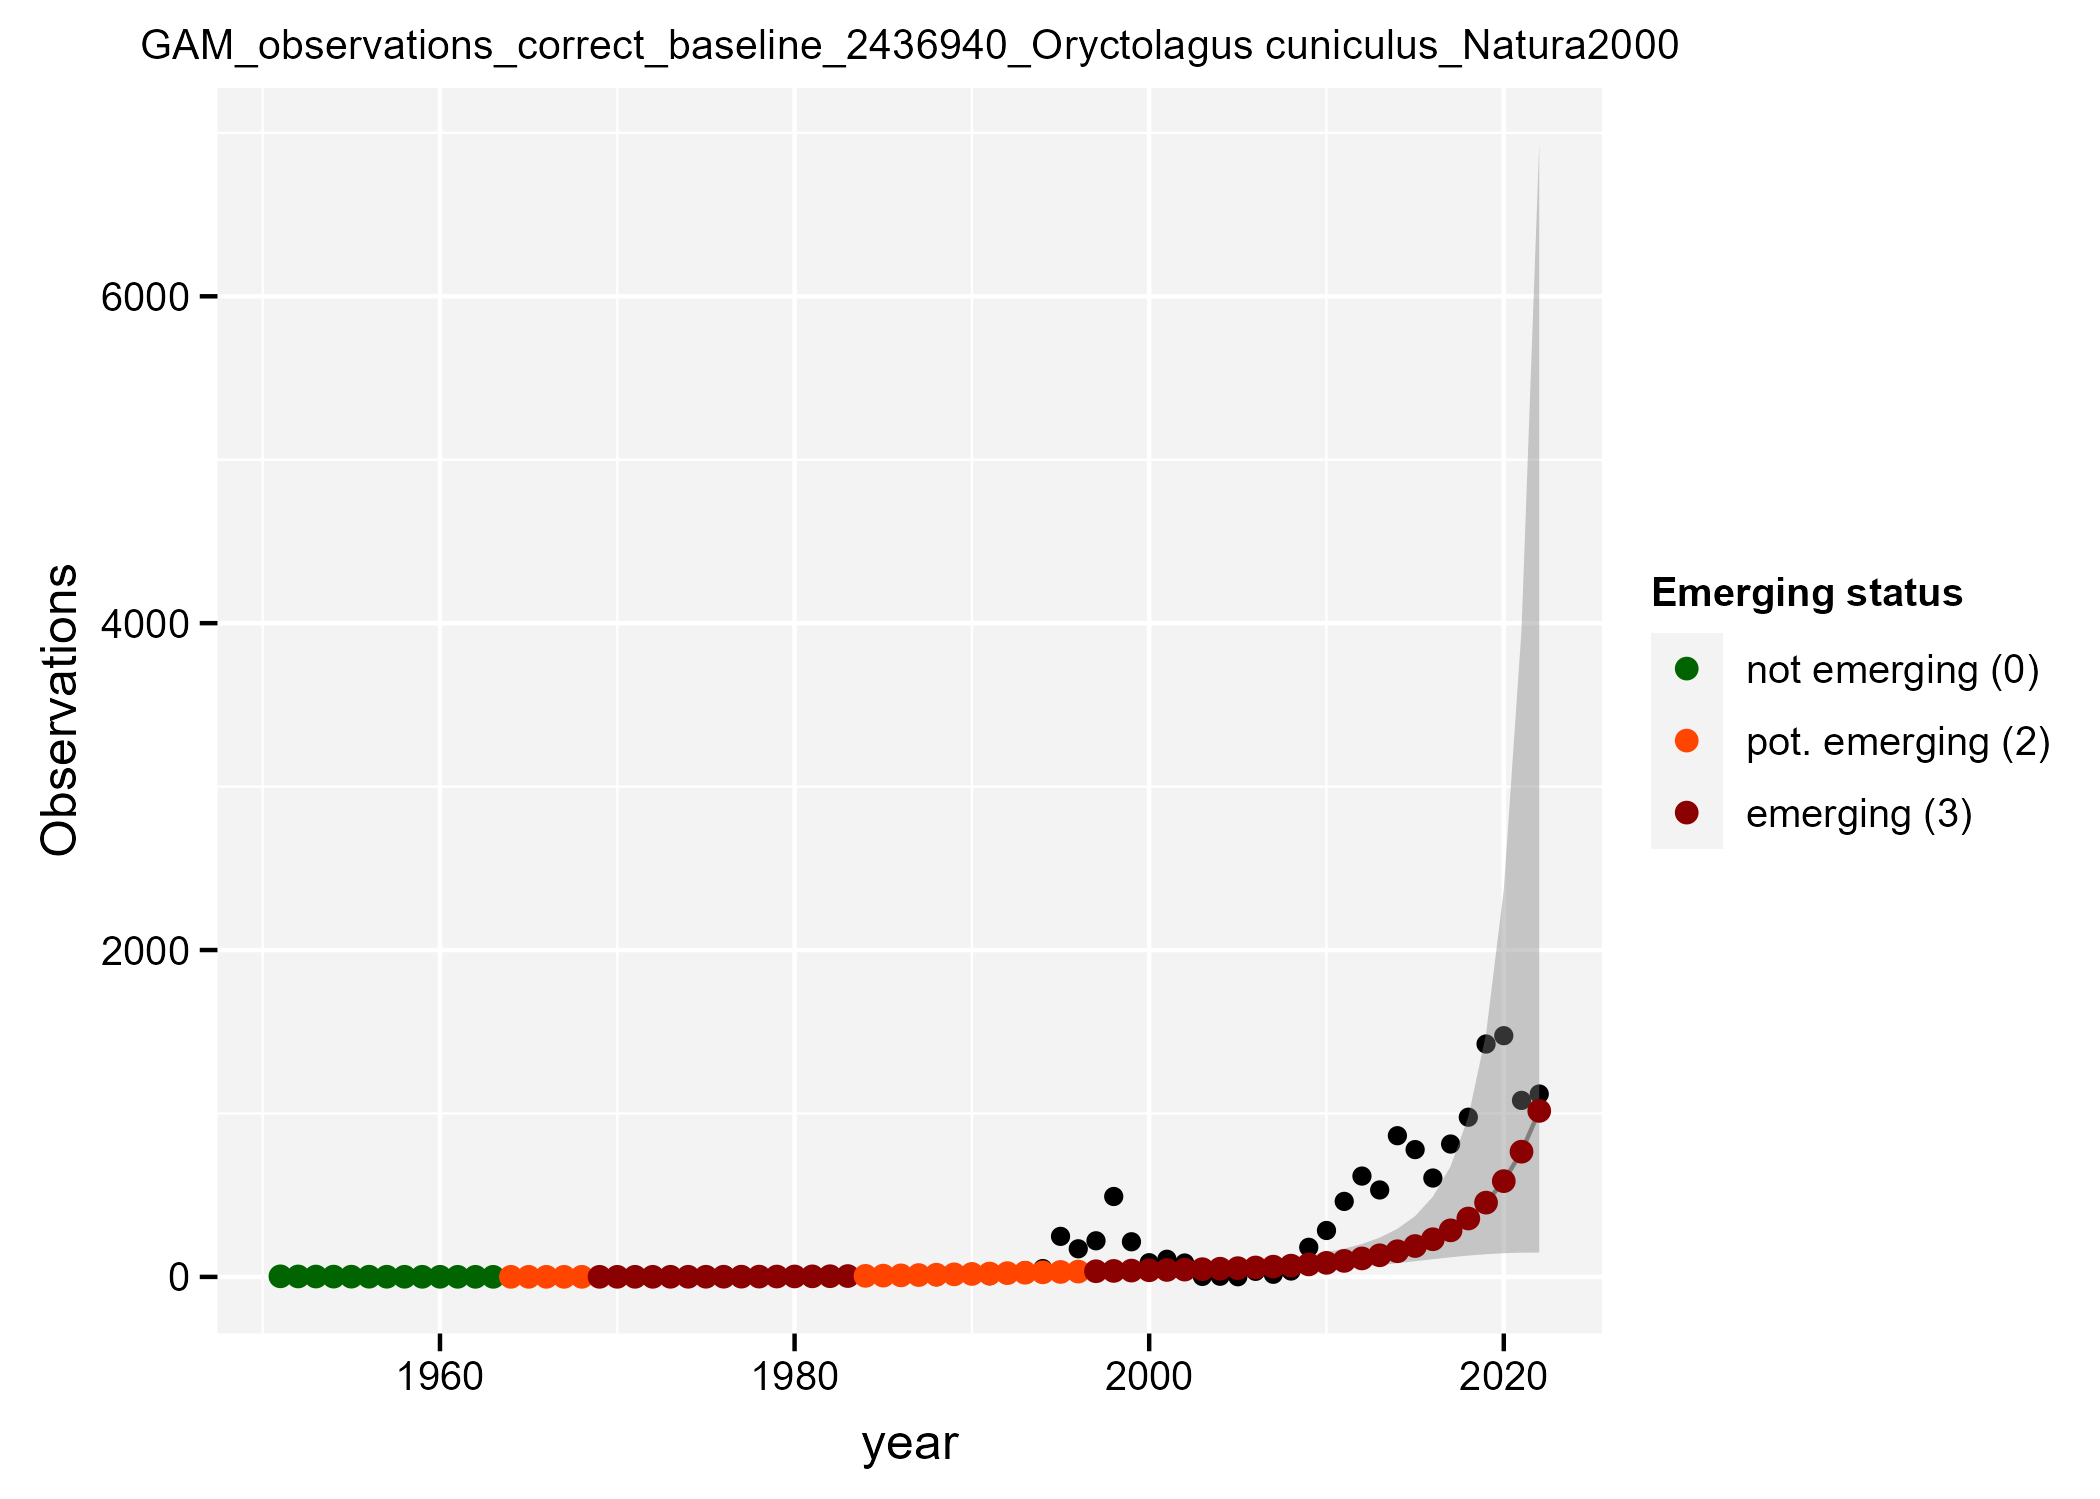 GAM_observations_correct_baseline_2436940_Oryctolagus cuniculus_Natura2000
Observations
6000
4000
2000
0
1960 1980 2000 2020
year
Emerging status
not emerging (0)
pot. emerging (2)
emerging (3)